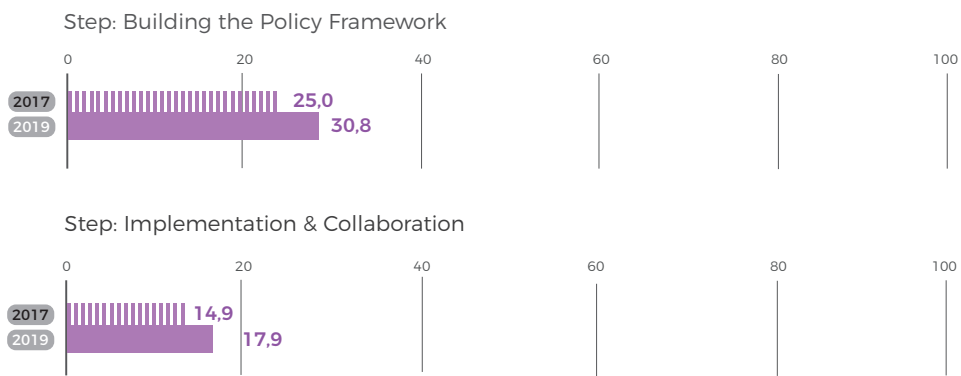 Step: Building the Policy Framework
0 20 40 60 80 100
2017 25,0
2019 30,8
Step: Implementation & Collaboration
0 20 40 60 80 100
2017 14,9
2019 17,9